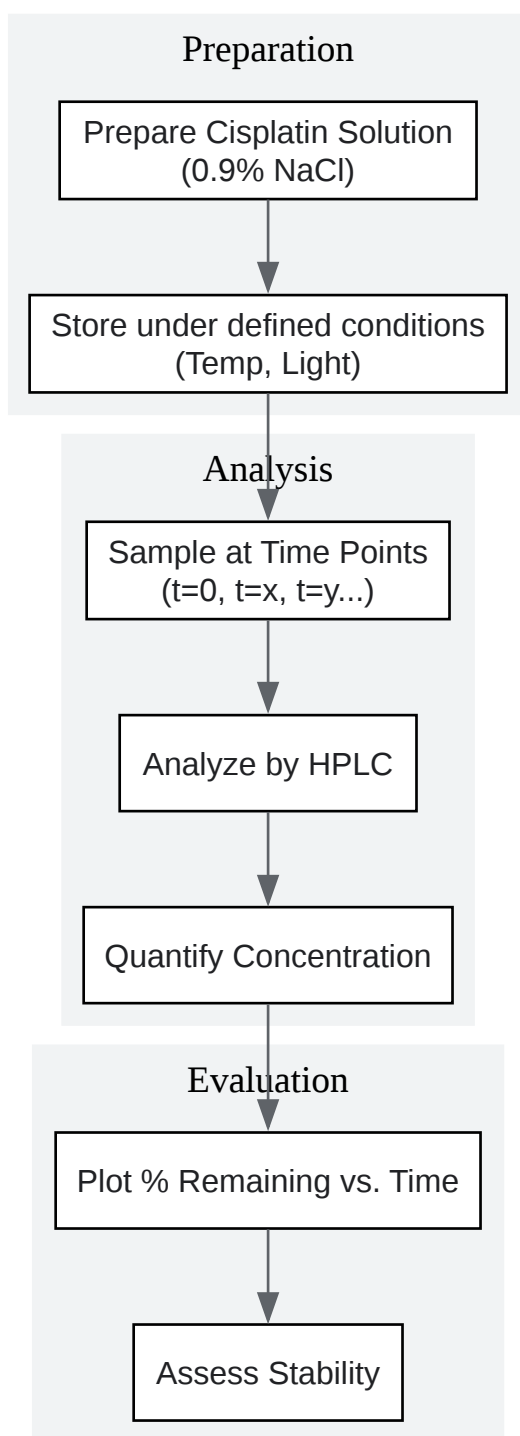 Preparation
Prepare Cisplatin Solution
(0.9% NaCl)
Store under defined conditions
(Temp, Light)
Analysis
Sample at Time Points
(t=0, t=x, t=y...)
Analyze by HPLC
Quantify Concentration
Evaluation
Plot % Remaining vs. Time
Assess Stability